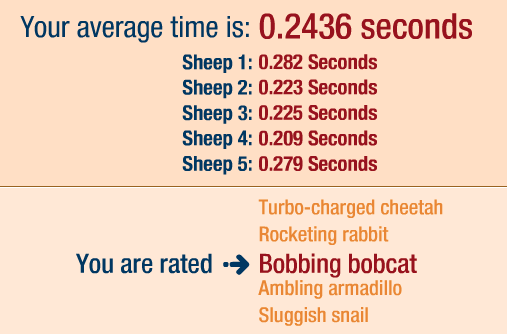 Your average time is: 0.2436 seconds
Sheep 1: 0.282 Seconds
Sheep 2: 0.223 Seconds
Sheep 3: 0.225 Seconds
Sheep 4: 0.209 Seconds
Sheep 5: 0.279 Seconds
Turbo-charged cheetah
Rocketing rabbit
You are rated ➔ Bobbing bobcat
Ambling armadillo
Sluggish snail